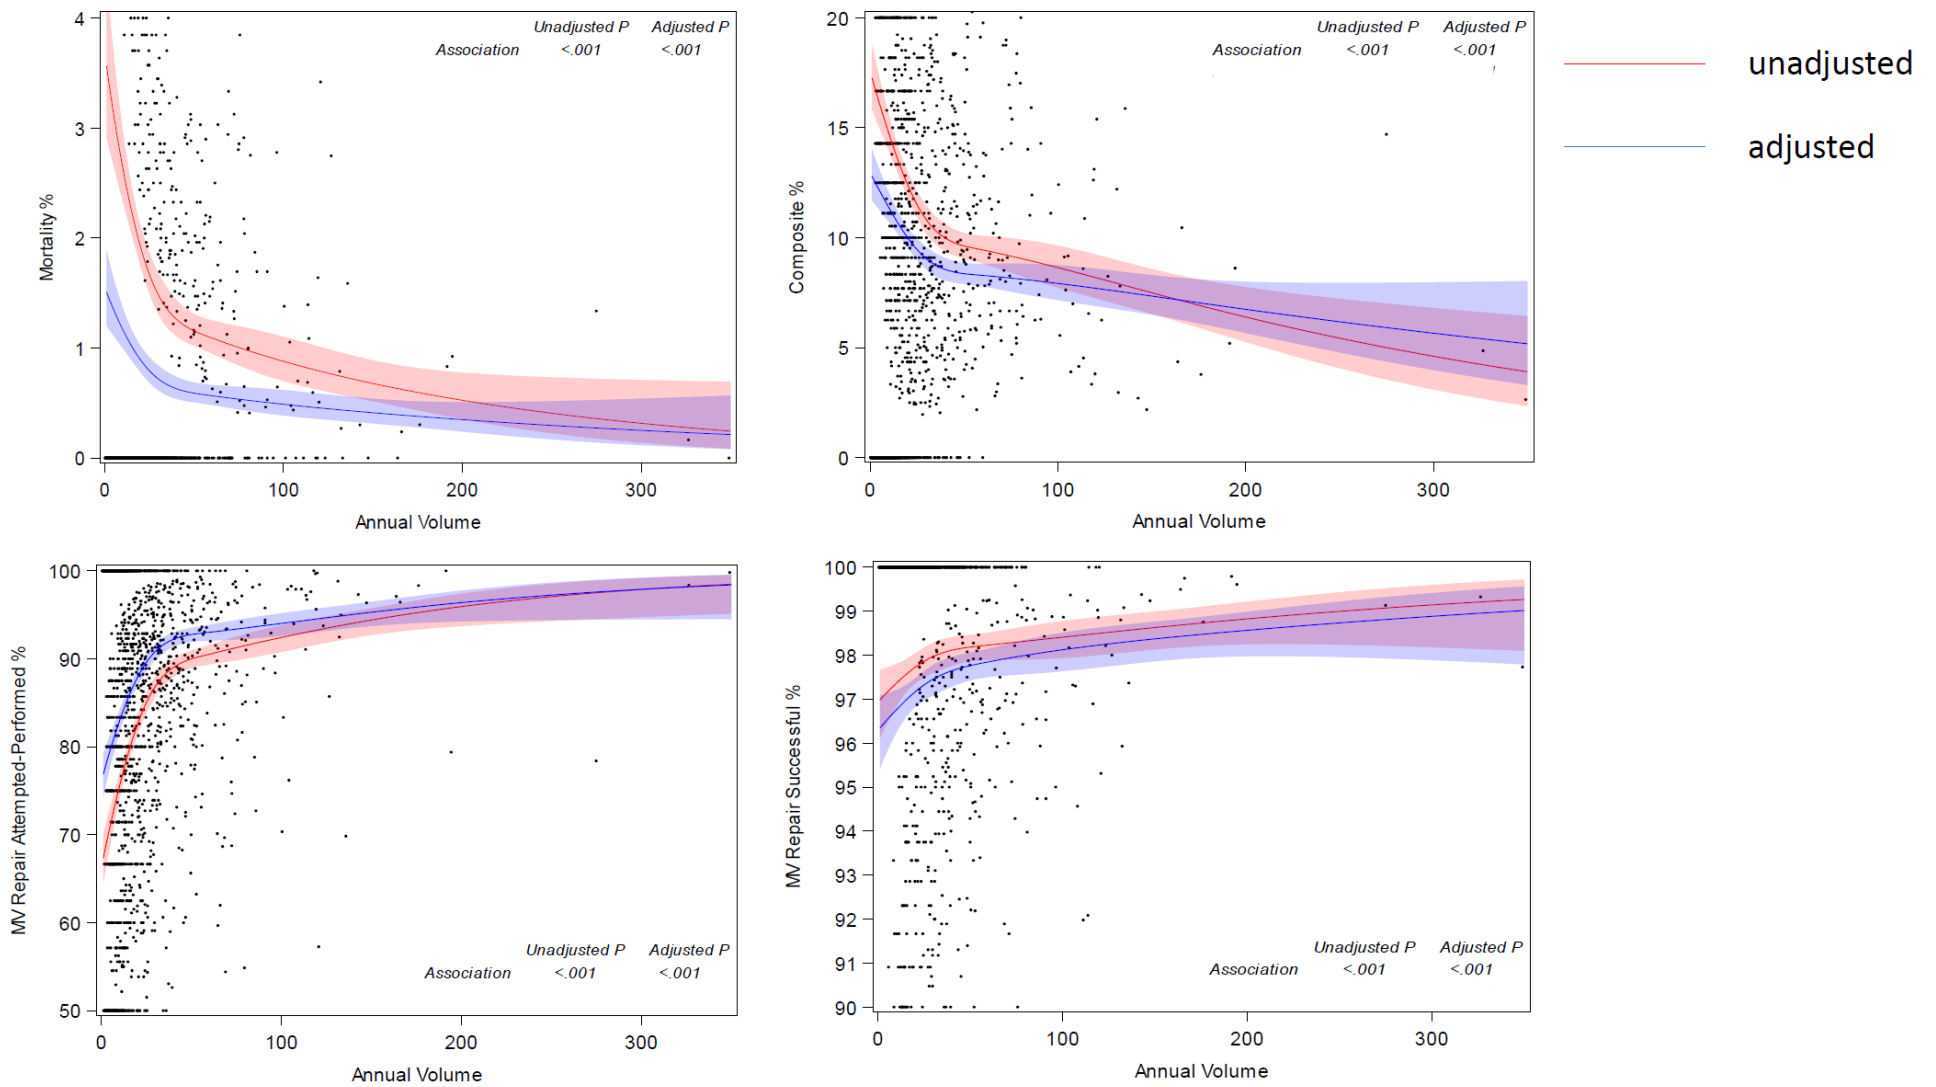 4
3
2
1
0
Mortality %
Unadjusted P Adjusted P
Association <.001 <.001
0 100 200 300
Annual Volume
20
15
10
5
0
Composite %
Unadjusted P Adjusted P
Association <.001 <.001
0 100 200 300
Annual Volume
unadjusted
adjusted
100
90
80
70
60
50
MV Repair Attempted-Performed %
Unadjusted P Adjusted P
Association <.001 <.001
0 100 200 300
Annual Volume
100
99
98
97
96
95
94
93
92
91
90
MV Repair Successful %
Unadjusted P Adjusted P
Association <.001 <.001
0 100 200 300
Annual Volume